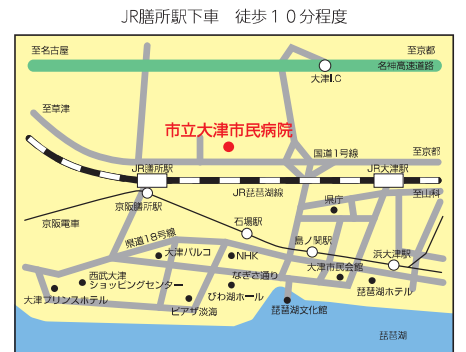 JR膳所駅下車　徒歩１０分程度
至名古屋
至京都
名神高速道路
大津I.C
至草津
市立大津市民病院
国道1号線
至京都
JR膳所駅
JR大津駅
JR琵琶湖線
至山科
京阪膳所駅
県庁
京阪電車
石場駅
県道18号線
島ノ関駅
浜大津駅
大津パルコ
NHK
西武大津
ショッピングセンター
なぎさ通り
大津市民会館
大津プリンスホテル
びわ湖ホール
琵琶湖ホテル
ピアザ淡海
琵琶湖文化館
琵琶湖